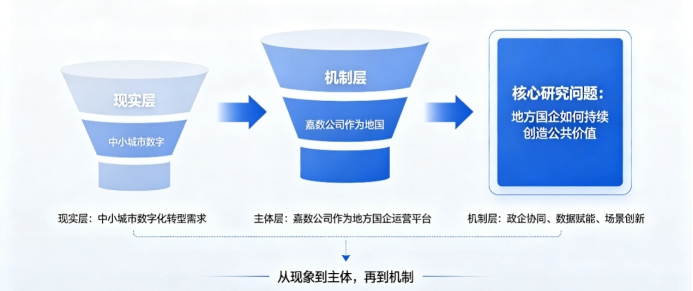 现实层
中小城市数字
机制层
嘉数公司作为地国
核心研究问题：
地方国企如何持续
创造公共价值
现实层：中小城市数字化转型需求
主体层：嘉数公司作为地方国企运营平台
机制层：政企协同、数据赋能、场景创新
从现象到主体，再到机制